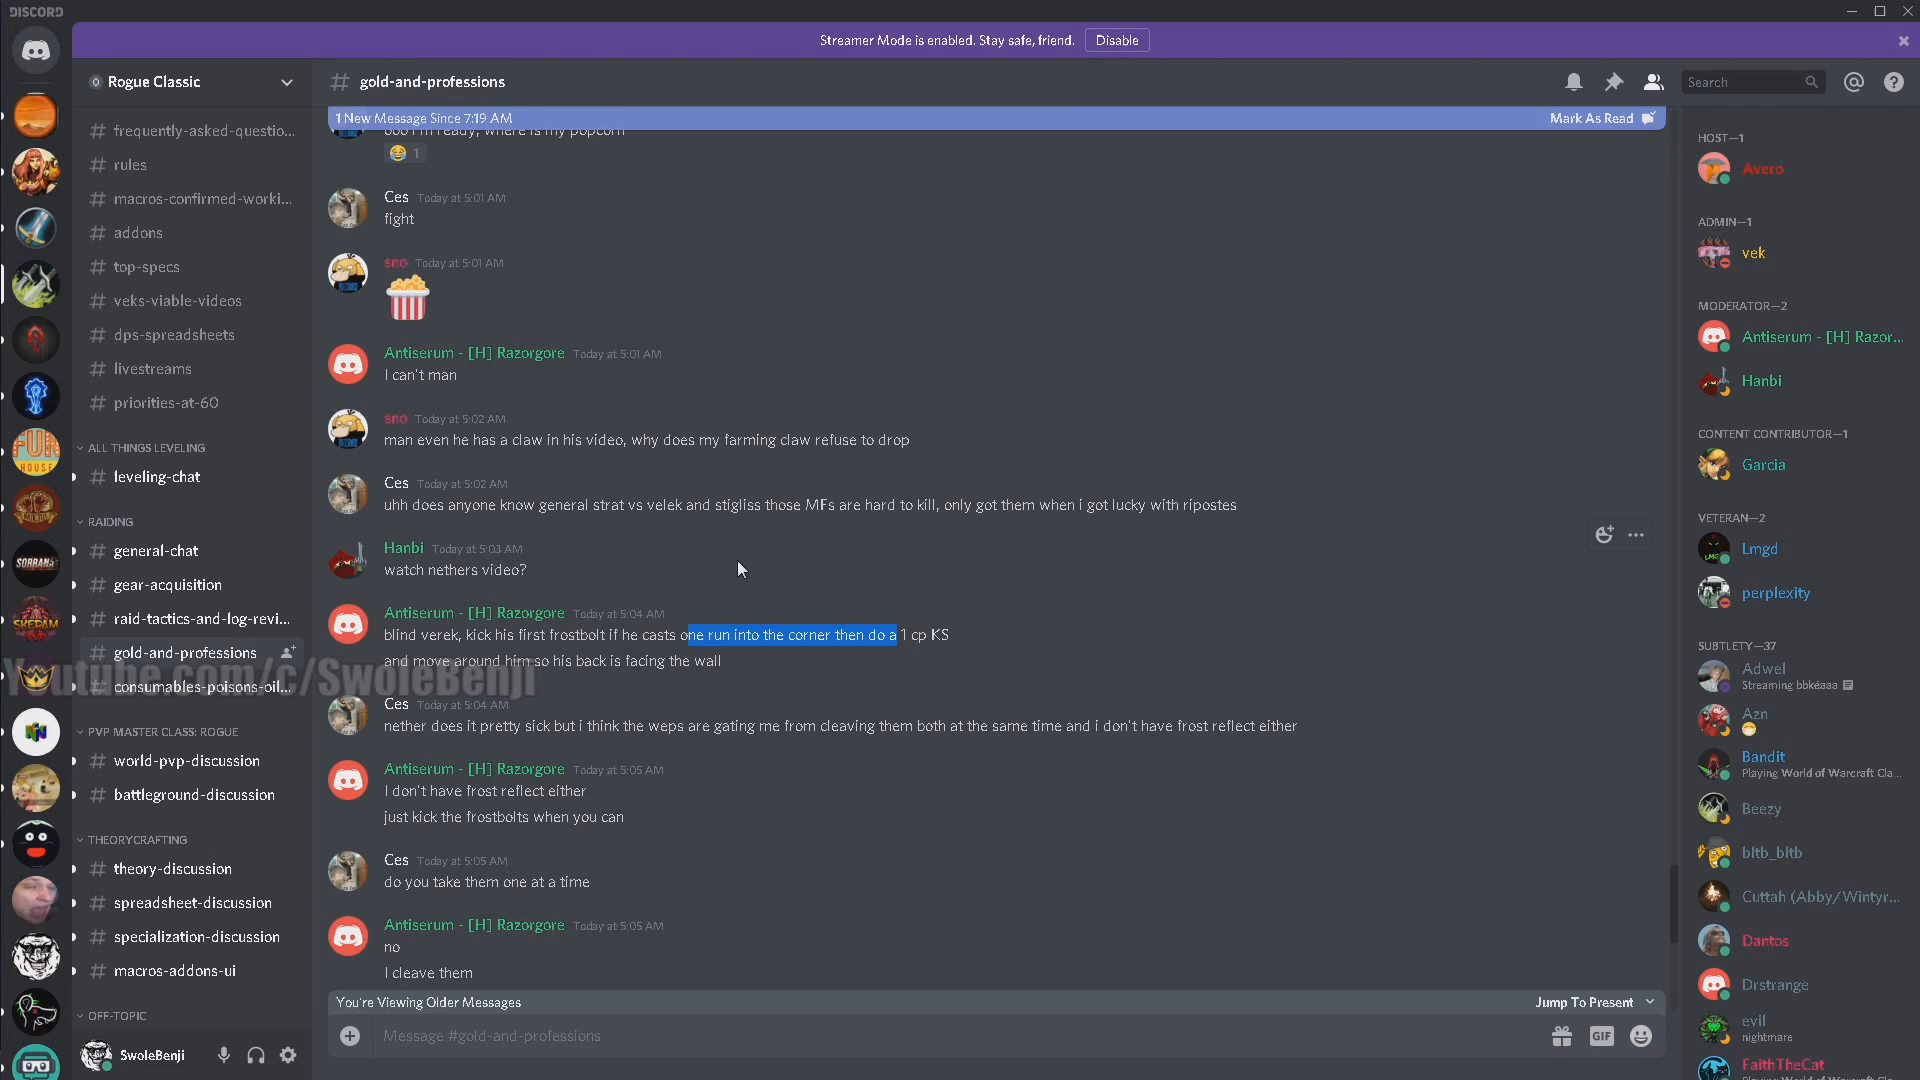 DISCORD
Streamer Mode is enabled. Stay safe, friend.
Disable
Rogue Classic
frequently-asked-questio...
rules
macros-confirmed-worki...
addons
top-specs
veks-viable-videos
dps-spreadsheets
livestreams
priorities-at-60
ALL THINGS LEVELING
leveling-chat
RAIDING
general-chat
gear-acquisition
raid-tactics-and-log-revi...
gold-and-professions
consumables-poisons-oil...
PVP MASTER CLASS: ROGUE
world-pvp-discussion
battleground-discussion
THEORYCRAFTING
theory-discussion
spreadsheet-discussion
specialization-discussion
macros-addons-ui
OFF-TOPIC
SwoleBenji
FUN HOUSE
SKERAM
Youtube.com/c/SwoleBenji
# gold-and-professions
Search
1 New Message Since 7:19 AM
Mark As Read
ooo i'm ready, where is my popcorn
1
Ces Today at 5:01 AM
fight
sno Today at 5:01 AM
Antiserum - [H] Razorgore Today at 5:01 AM
I can't man
sno Today at 5:02 AM
man even he has a claw in his video, why does my farming claw refuse to drop
Ces Today at 5:02 AM
uhh does anyone know general strat vs velek and stigliss those MFs are hard to kill, only got them when i got lucky with ripostes
Hanbi Today at 5:03 AM
watch nethers video?
Antiserum - [H] Razorgore Today at 5:04 AM
blind verek, kick his first frostbolt if he casts one run into the corner then do a 1 cp KS
and move around him so his back is facing the wall
Ces Today at 5:04 AM
nether does it pretty sick but i think the weps are gating me from cleaving them both at the same time and i don't have frost reflect either
Antiserum - [H] Razorgore Today at 5:05 AM
I don't have frost reflect either
just kick the frostbolts when you can
Ces Today at 5:05 AM
do you take them one at a time
Antiserum - [H] Razorgore Today at 5:05 AM
no
I cleave them
You're Viewing Older Messages
Jump To Present
Message #gold-and-professions
GIF
HOST—1
Avero
ADMIN—1
vek
MODERATOR—2
Antiserum - [H] Razor...
Hanbi
CONTENT CONTRIBUTOR—1
Garcia
VETERAN—2
Lmgd
perplexity
SUBTLETY—37
Adwel
Streaming bbkéaaa
Azn
Bandit
Playing World of Warcraft Cla...
Beezy
bltb_bltb
Cuttah (Abby/Wintyr...
Dantos
Drstrange
evil
nightmare
FaithTheCat